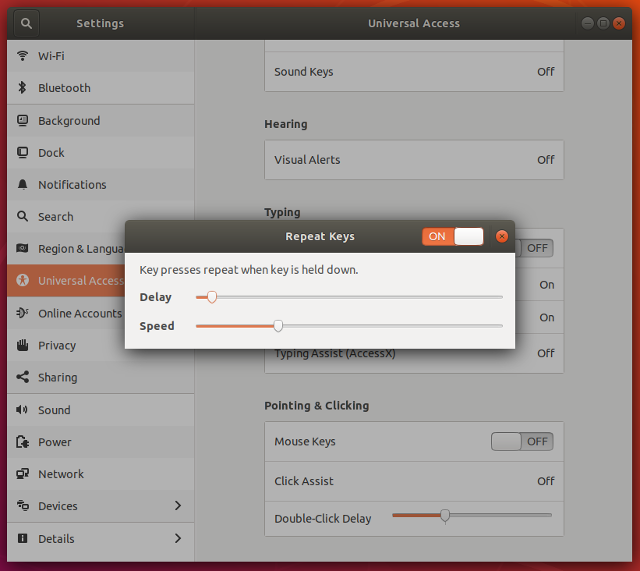 Settings
Universal Access
Wi-Fi
Bluetooth
Background
Dock
Notifications
Search
Region & Langua
Universal Access
Online Accounts
Privacy
Sharing
Sound
Power
Network
Devices
Details
Sound Keys Off
Hearing
Visual Alerts Off
Typing
OFF
On
On
Typing Assist (AccessX) Off
Repeat Keys ON
Key presses repeat when key is held down.
Delay
Speed
Pointing & Clicking
Mouse Keys OFF
Click Assist Off
Double-Click Delay